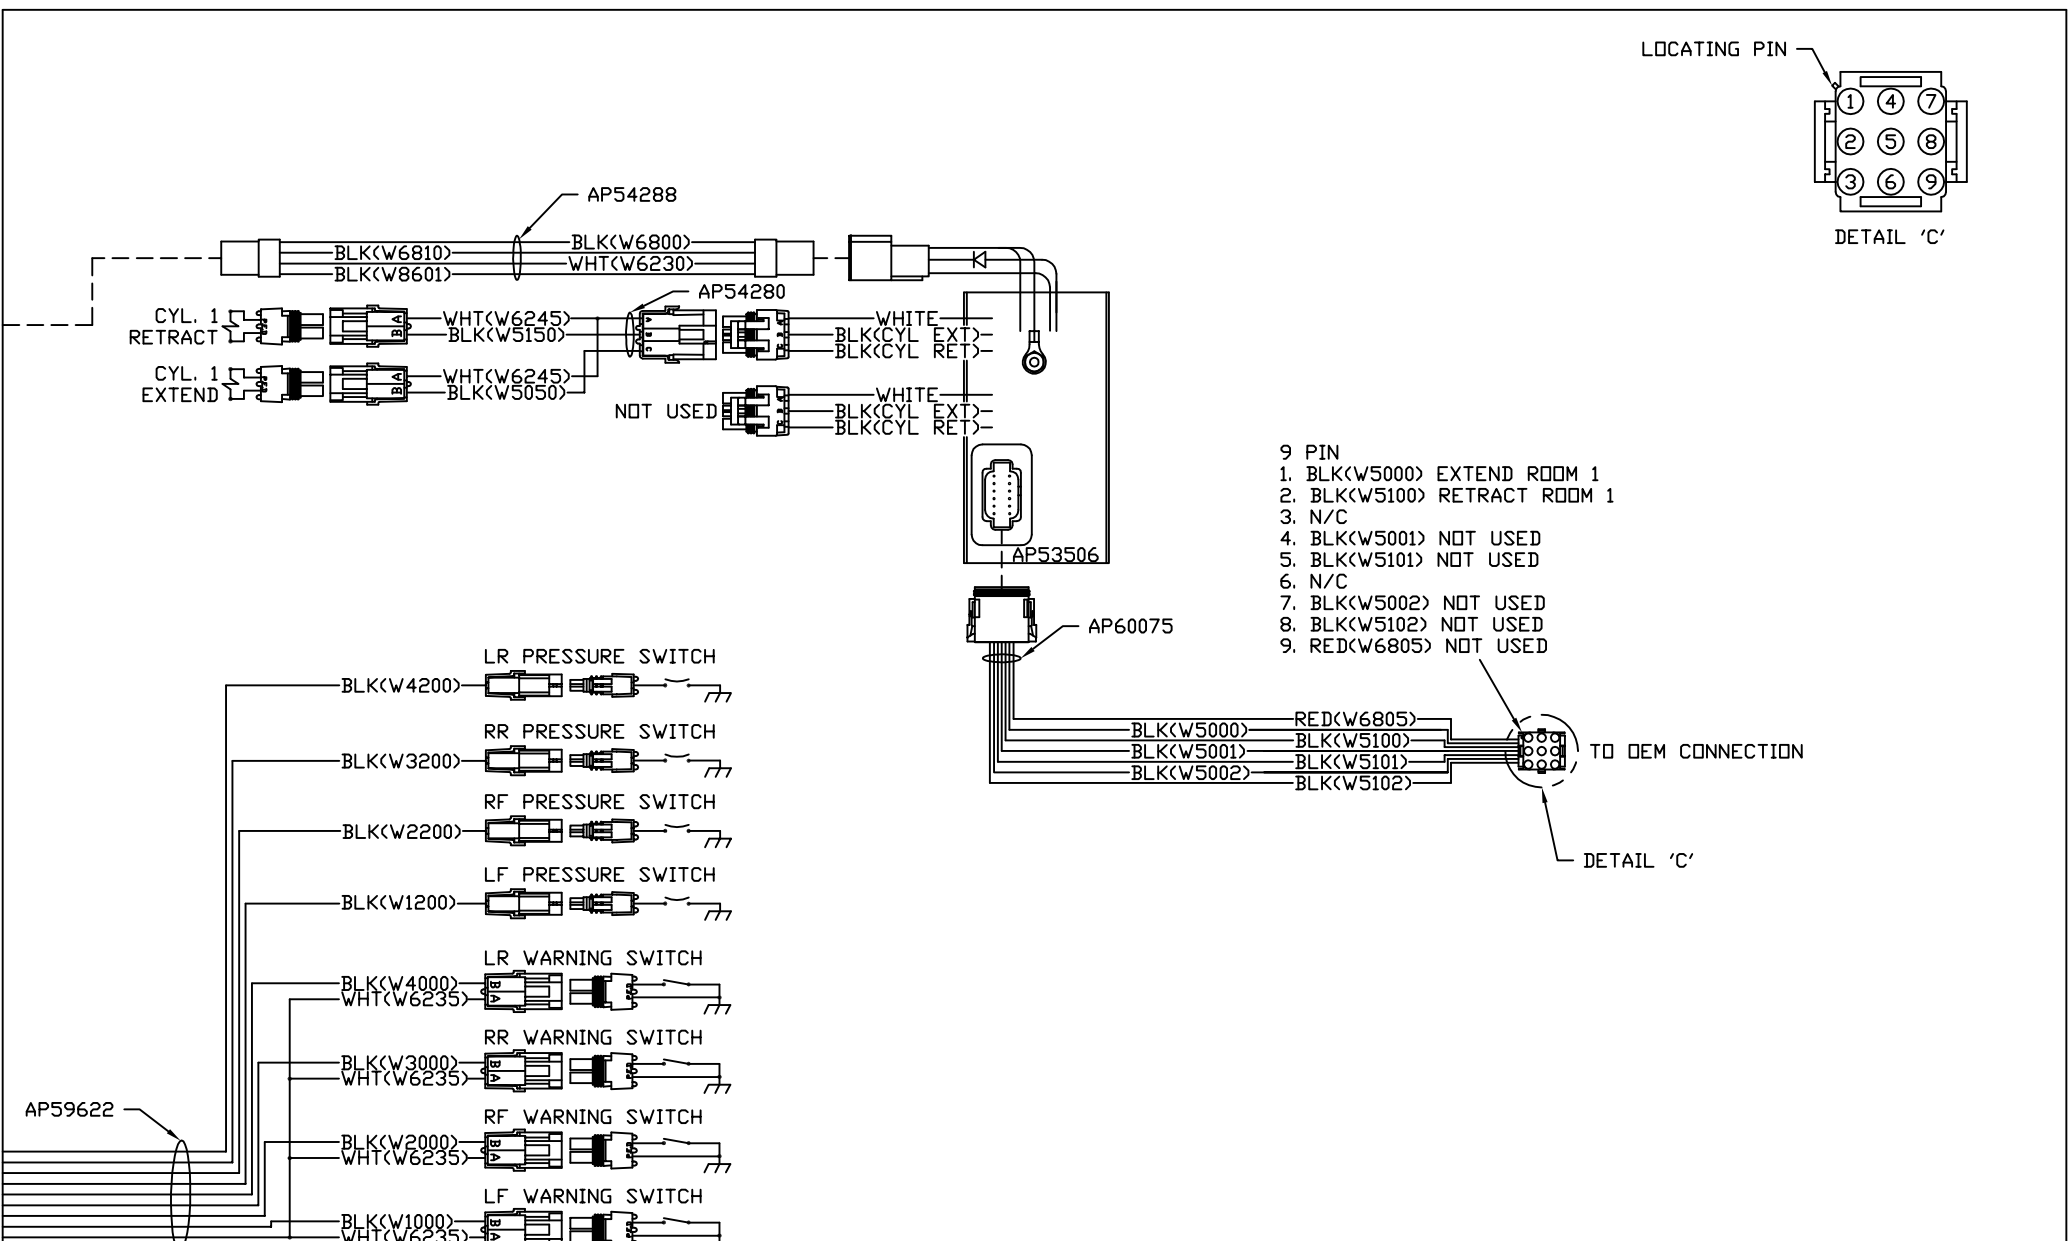 LOCATING PIN
1 4 7
2 5 8
3 6 9
DETAIL 'C'
AP54288
BLK(W6800)
BLK(W6810)
WHT(W6230)
BLK(W8601)
AP54280
CYL. 1
RETRACT
A
B
WHT(W6245)
BLK(W5150)
A
B
C
WHITE
BLK(CYL EXT)
BLK(CYL RET)
CYL. 1
EXTEND
A
B
WHT(W6245)
BLK(W5050)
NOT USED
WHITE
BLK(CYL EXT)
BLK(CYL RET)
AP53506
9 PIN
1. BLK(W5000) EXTEND ROOM 1
2. BLK(W5100) RETRACT ROOM 1
3. N/C
4. BLK(W5001) NOT USED
5. BLK(W5101) NOT USED
6. N/C
7. BLK(W5002) NOT USED
8. BLK(W5102) NOT USED
9. RED(W6805) NOT USED
AP60075
RED(W6805)
BLK(W5000)
BLK(W5100)
BLK(W5001)
BLK(W5101)
BLK(W5002)
BLK(W5102)
TO OEM CONNECTION
DETAIL 'C'
LR PRESSURE SWITCH
BLK(W4200)
RR PRESSURE SWITCH
BLK(W3200)
RF PRESSURE SWITCH
BLK(W2200)
LF PRESSURE SWITCH
BLK(W1200)
LR WARNING SWITCH
BLK(W4000) B
WHT(W6235) A
RR WARNING SWITCH
BLK(W3000) B
WHT(W6235) A
AP59622
RF WARNING SWITCH
BLK(W2000) B
WHT(W6235) A
LF WARNING SWITCH
BLK(W1000) B
WHT(W6235) A